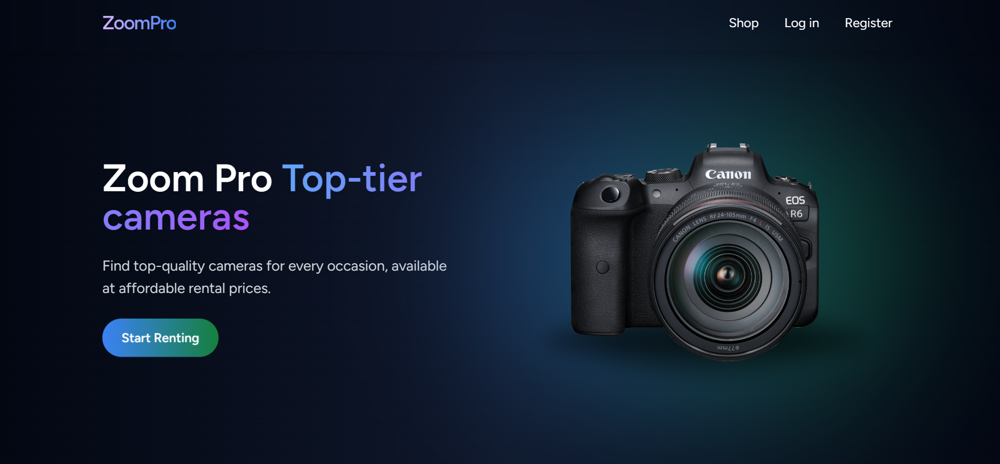 ZoomPro
Shop
Log in
Register
Zoom Pro Top-tier
cameras
Find top-quality cameras for every occasion, available
at affordable rental prices.
Start Renting
Canon
EOS
R6
CANON LENS RF24-105mm F4 L IS USM
φ77mm